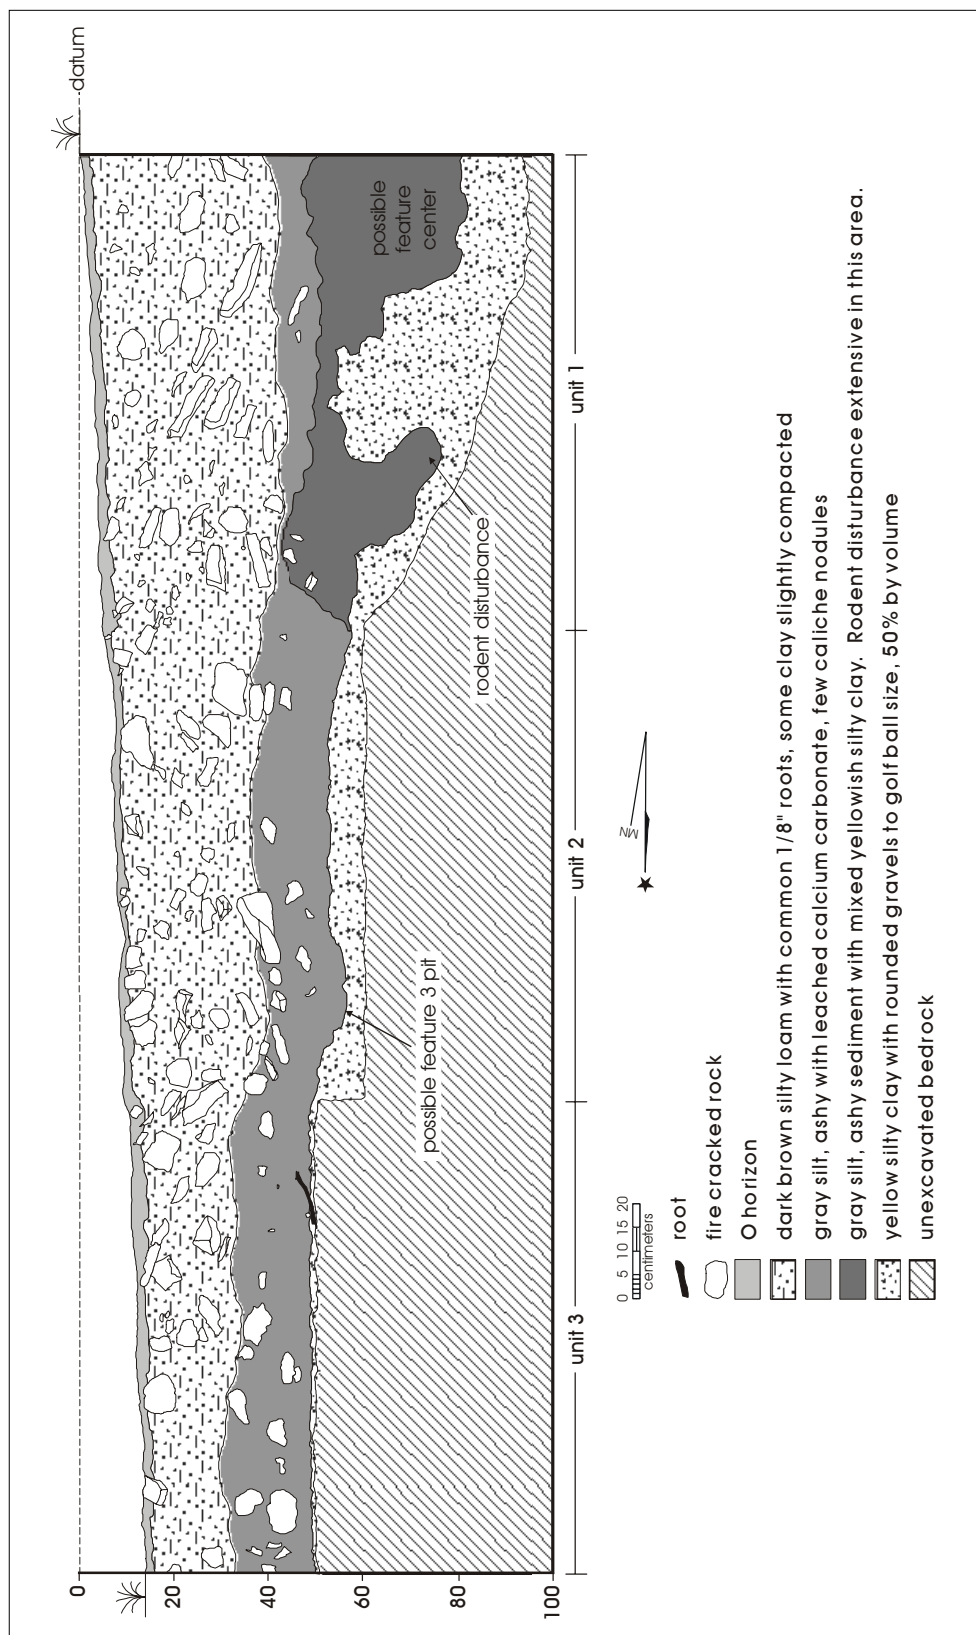 datum
0
20
40
60
80
100
possible
feature
center
rodent disturbance
possible feature 3 pit
unit 3
unit 2
unit 1
MN
0 5 10 15 20
centimeters
root
fire cracked rock
O horizon
dark brown silty loam with common 1/8" roots, some clay slightly compacted
gray silt, ashy with leached calcium carbonate, few caliche nodules
gray silt, ashy sediment with mixed yellowish silty clay. Rodent disturbance extensive in this area.
yellow silty clay with rounded gravels to golf ball size, 50% by volume
unexcavated bedrock